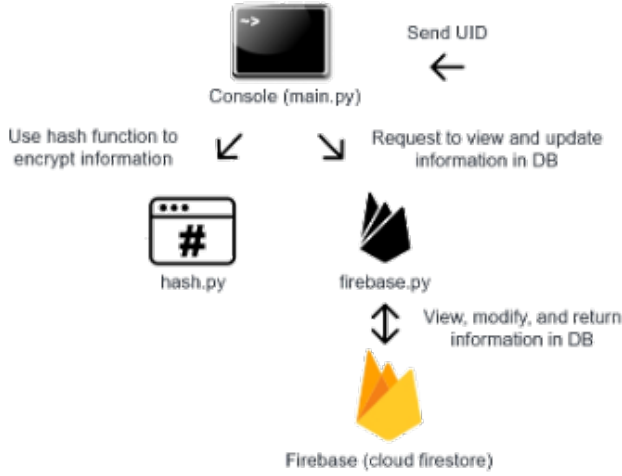 ~>
Send UID
Console (main.py)
Use hash function to
encrypt information
Request to view and update
information in DB
#
hash.py
firebase.py
View, modify, and return
information in DB
Firebase (cloud firestore)